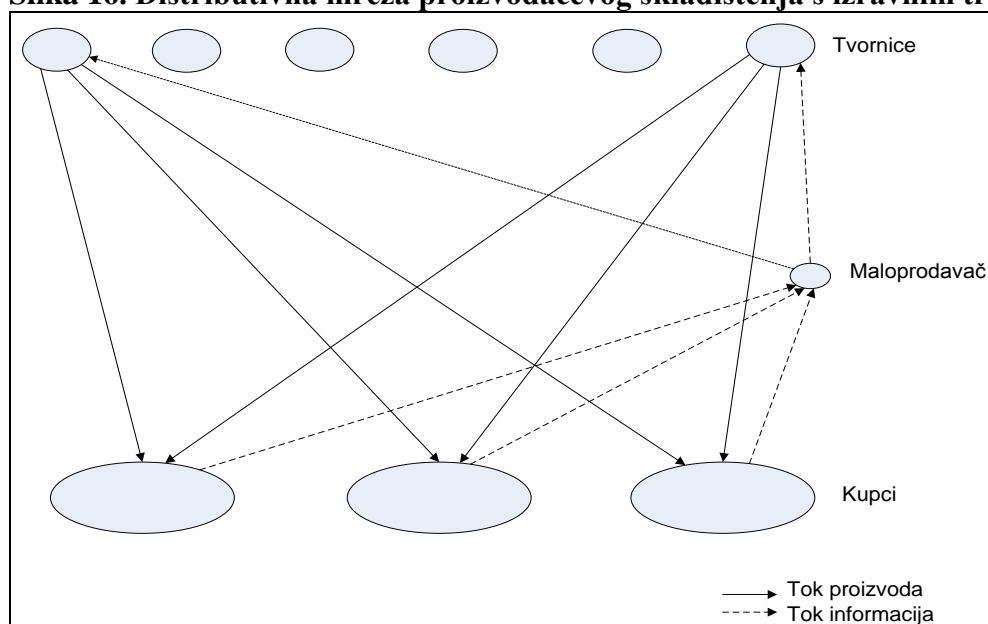 Tvornice
Maloprodavač
Kupci
Tok proizvoda
Tok informacija